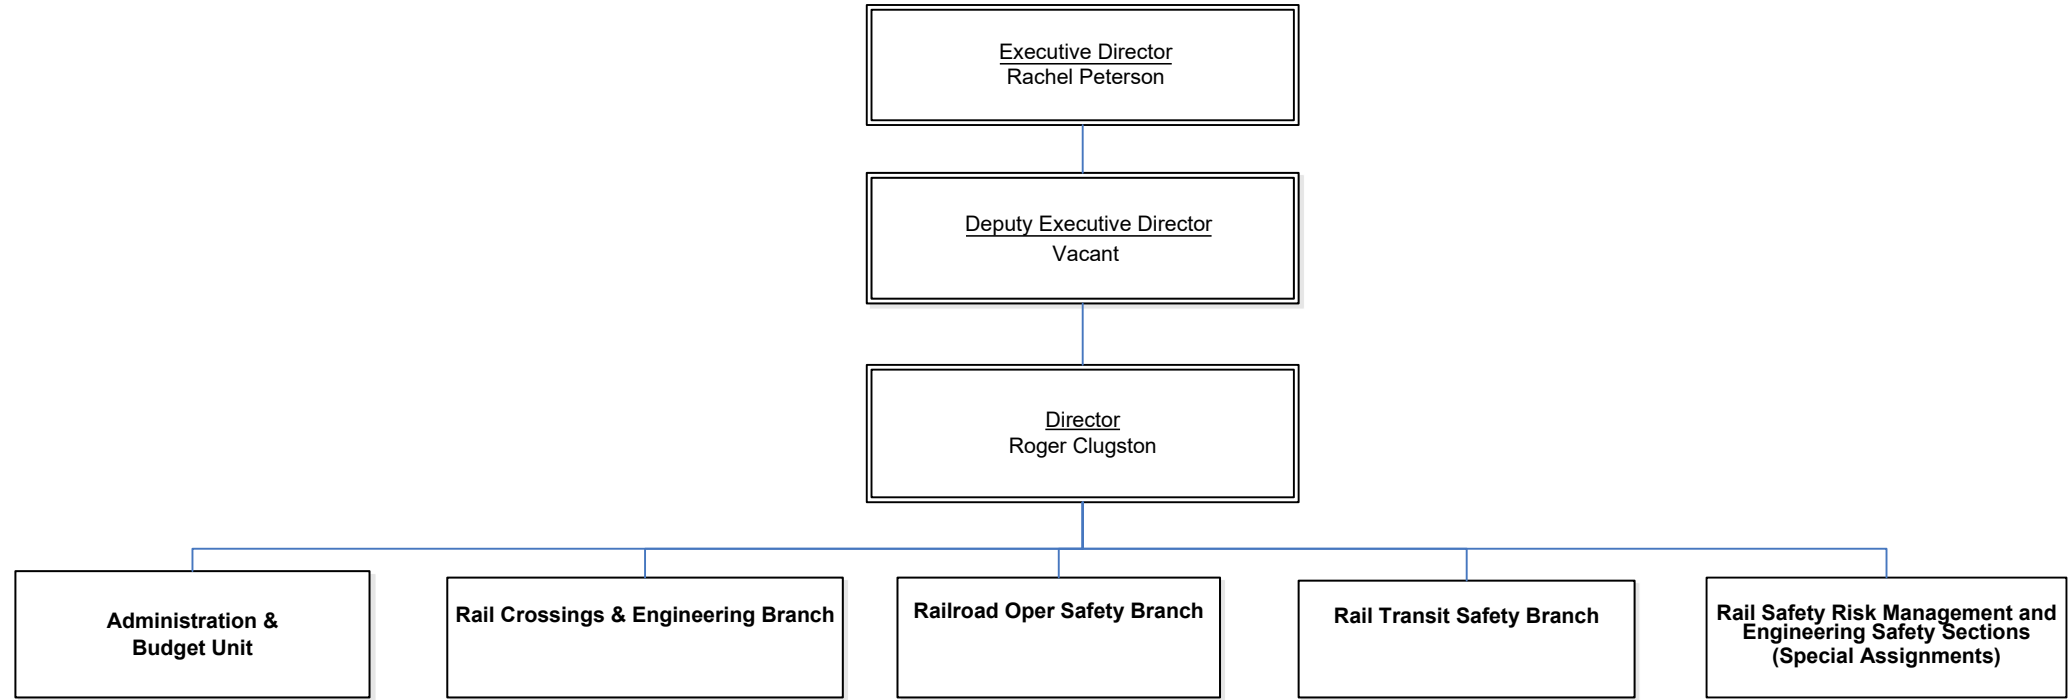 Executive Director
Rachel Peterson
Deputy Executive Director
Vacant
Director
Roger Clugston
Administration &
Budget Unit
Rail Crossings & Engineering Branch
Railroad Oper Safety Branch
Rail Transit Safety Branch
Rail Safety Risk Management and
Engineering Safety Sections
(Special Assignments)